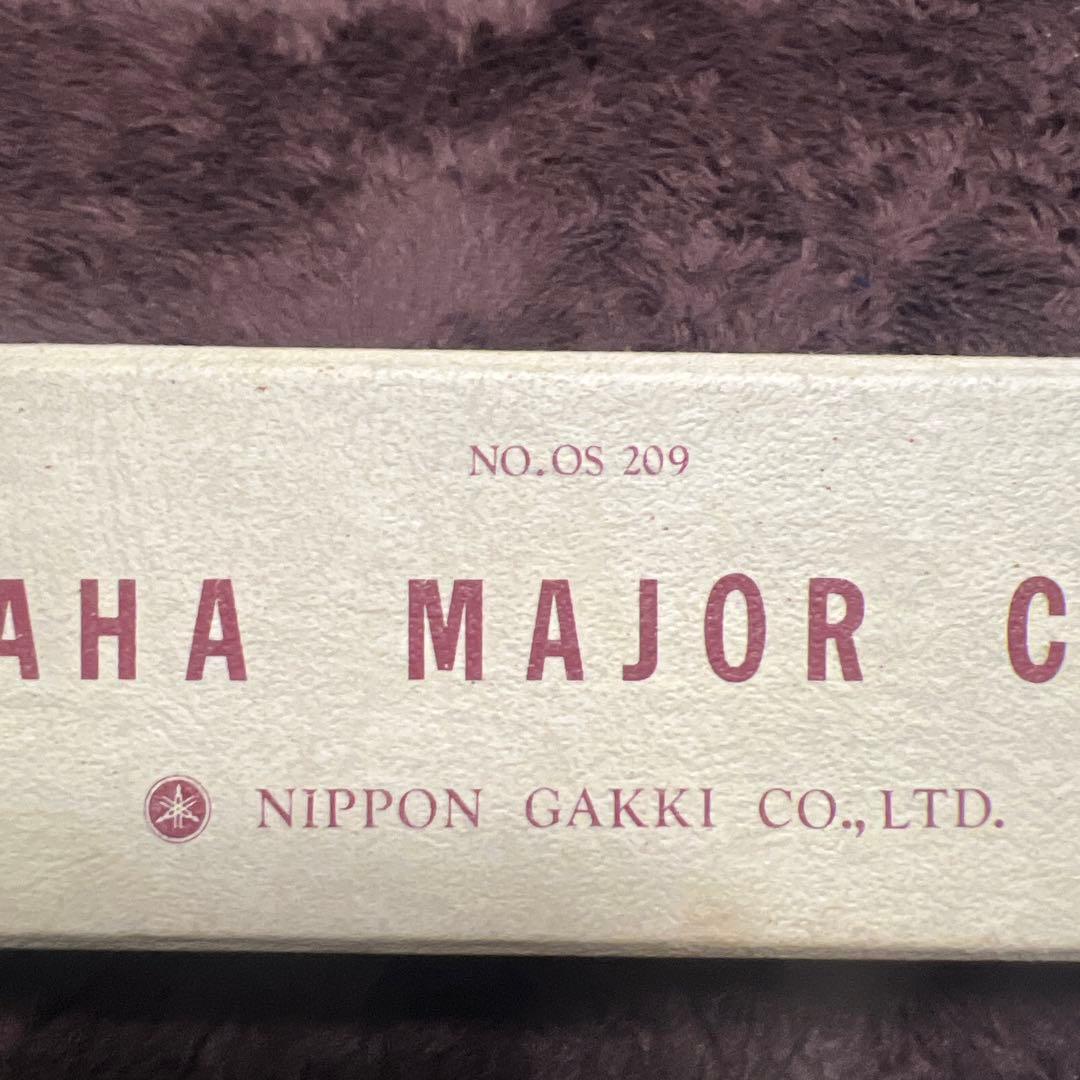 NO. OS 209
AHA MAJOR C
NIPPON GAKKI CO., LTD.